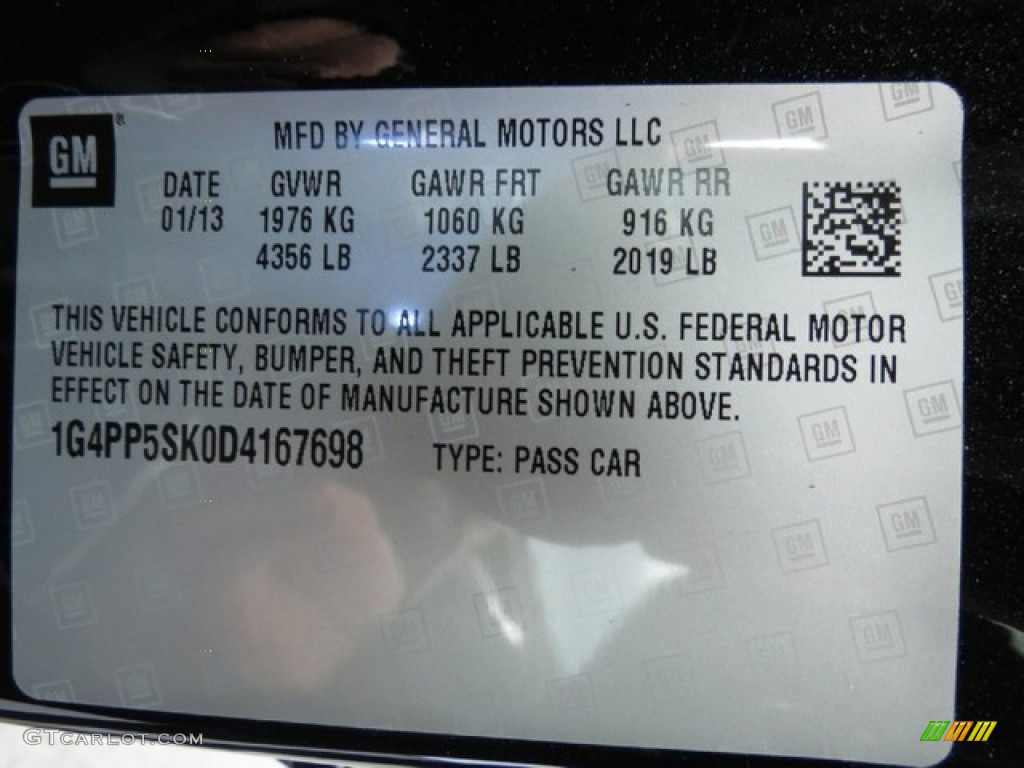 GM®
MFD BY GENERAL MOTORS LLC
DATE GVWR GAWR FRT GAWR RR
01/13 1976 KG 1060 KG 916 KG
4356 LB 2337 LB 2019 LB
THIS VEHICLE CONFORMS TO ALL APPLICABLE U.S. FEDERAL MOTOR
VEHICLE SAFETY, BUMPER, AND THEFT PREVENTION STANDARDS IN
EFFECT ON THE DATE OF MANUFACTURE SHOWN ABOVE.
1G4PP5SK0D4167698 TYPE: PASS CAR
GTCARLOT.COM